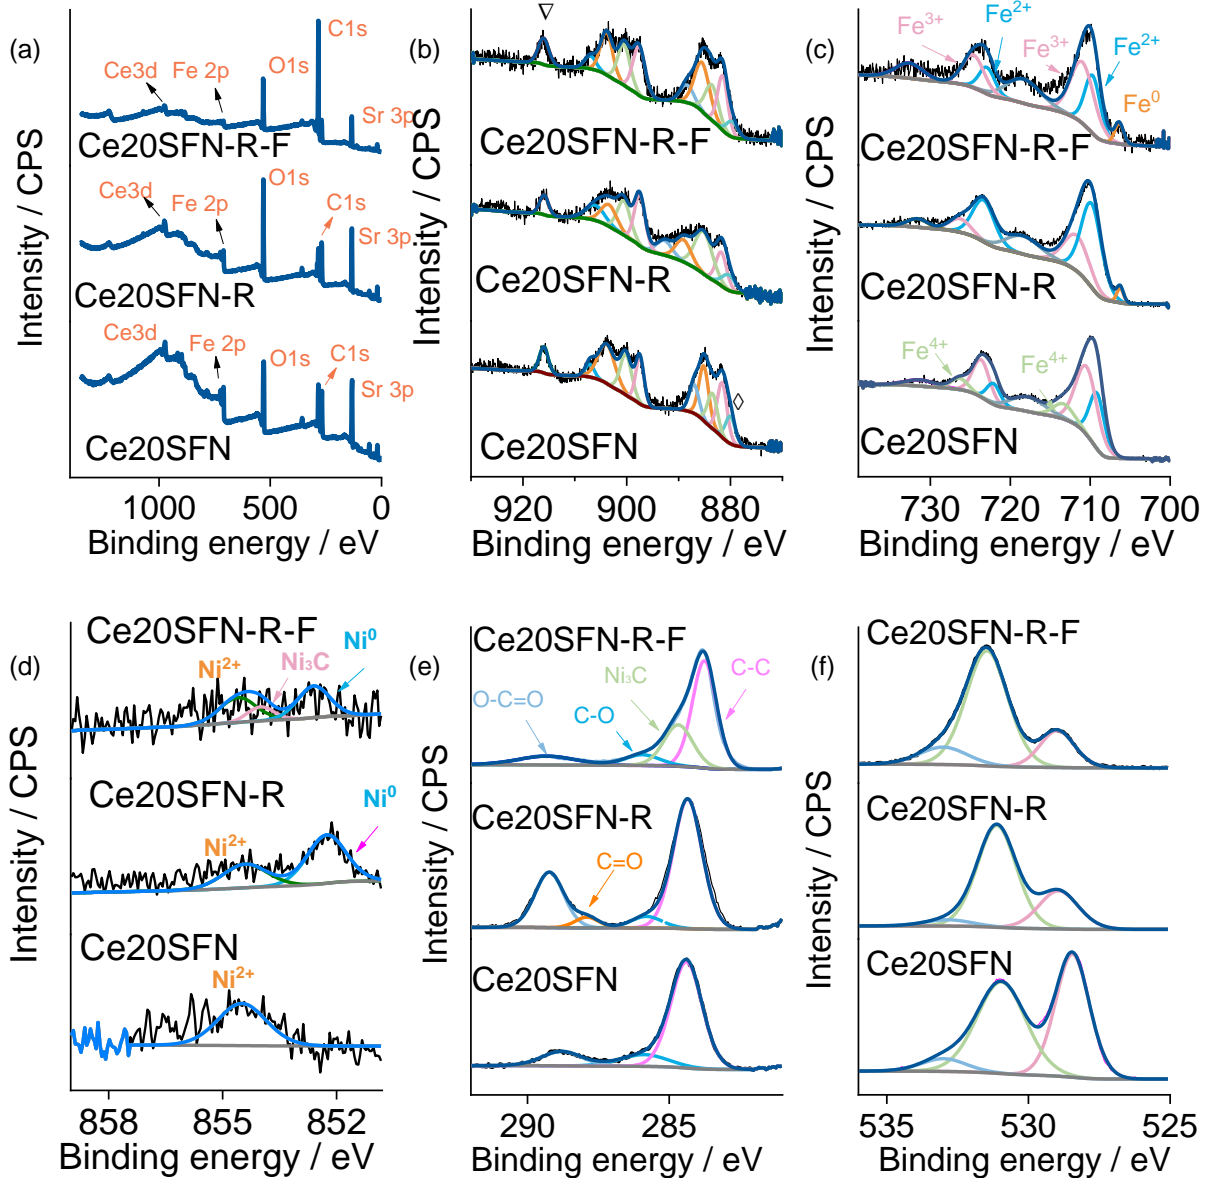 (a)
Intensity / CPS
C1s
O1s
Ce3d
Fe 2p
Sr 3p
Ce20SFN-R-F
Ce3d
Fe 2p
O1s
C1s
Sr 3p
Ce20SFN-R
Ce3d
Fe 2p
O1s
C1s
Sr 3p
Ce20SFN
1000 500 0
Binding energy / eV
(b)
Intensity / CPS
▽
Ce20SFN-R-F
Ce20SFN-R
◊
Ce20SFN
920 900 880
Binding energy / eV
(c)
Intensity / CPS
Fe³⁺
Fe²⁺
Fe³⁺
Fe²⁺
Fe⁰
Ce20SFN-R-F
Ce20SFN-R
Fe⁴⁺
Fe⁴⁺
Ce20SFN
730 720 710 700
Binding energy / eV
(d)
Intensity / CPS
Ce20SFN-R-F
Ni²⁺
Ni₃C
Ni⁰
Ce20SFN-R
Ni²⁺
Ni⁰
Ce20SFN
Ni²⁺
858 855 852
Binding energy / eV
(e)
Intensity / CPS
Ce20SFN-R-F
O-C=O
C-O
Ni₃C
C-C
Ce20SFN-R
C=O
Ce20SFN
290 285
Binding energy / eV
(f)
Intensity / CPS
Ce20SFN-R-F
Ce20SFN-R
Ce20SFN
535 530 525
Binding energy / eV